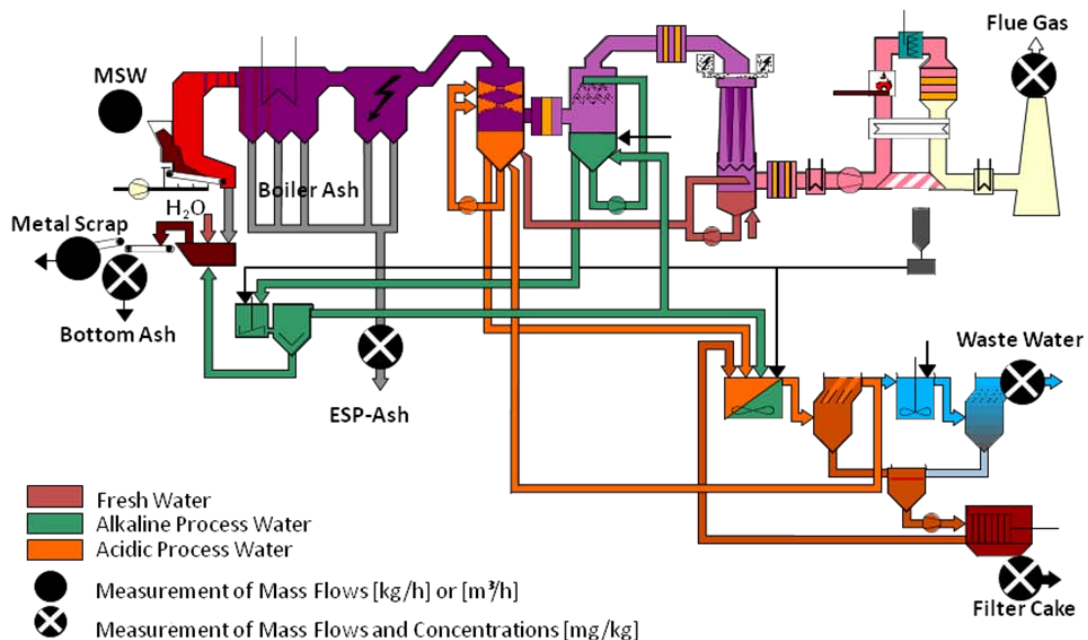 Flue Gas
MSW
Boiler Ash
H₂O
Metal Scrap
Bottom Ash
ESP-Ash
Waste Water
Fresh Water
Alkaline Process Water
Acidic Process Water
Measurement of Mass Flows [kg/h] or [m³/h]
Filter Cake
Measurement of Mass Flows and Concentrations [mg/kg]